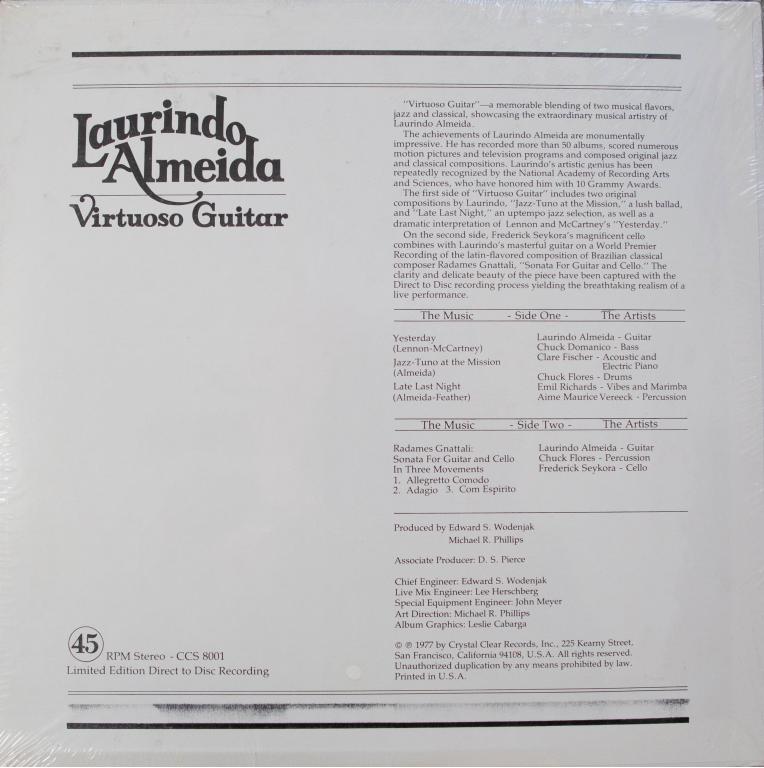 Laurindo
Almeida
Virtuoso Guitar
"Virtuoso Guitar"—a memorable blending of two musical flavors,
jazz and classical, showcasing the extraordinary musical artistry of
Laurindo Almeida.
The achievements of Laurindo Almeida are monumentally
impressive. He has recorded more than 50 albums, scored numerous
motion pictures and television programs and composed original jazz
and classical compositions. Laurindo's artistic genius has been
repeatedly recognized by the National Academy of Recording Arts
and Sciences, who have honored him with 10 Grammy Awards.
The first side of "Virtuoso Guitar" includes two original
compositions by Laurindo, "Jazz-Tuno at the Mission," a lush ballad,
and "Late Last Night," an uptempo jazz selection, as well as a
dramatic interpretation of Lennon and McCartney's "Yesterday."
On the second side, Frederick Seykora's magnificent cello
combines with Laurindo's masterful guitar on a World Premier
Recording of the latin-flavored composition of Brazilian classical
composer Radames Gnattali, "Sonata For Guitar and Cello." The
clarity and delicate beauty of the piece have been captured with the
Direct to Disc recording process yielding the breathtaking realism of a
live performance.
The Music - Side One - The Artists
Yesterday
(Lennon-McCartney)
Jazz-Tuno at the Mission
(Almeida)
Late Last Night
(Almeida-Feather)
Laurindo Almeida - Guitar
Chuck Domanico - Bass
Clare Fischer - Acoustic and
Electric Piano
Chuck Flores - Drums
Emil Richards - Vibes and Marimba
Aime Maurice Vereeck - Percussion
The Music - Side Two - The Artists
Radames Gnattali:
Sonata For Guitar and Cello
In Three Movements
1. Allegretto Comodo
2. Adagio 3. Com Espirito
Laurindo Almeida - Guitar
Chuck Flores - Percussion
Frederick Seykora - Cello
Produced by Edward S. Wodenjak
Michael R. Phillips
Associate Producer: D. S. Pierce
Chief Engineer: Edward S. Wodenjak
Live Mix Engineer: Lee Herschberg
Special Equipment Engineer: John Meyer
Art Direction: Michael R. Phillips
Album Graphics: Leslie Cabarga
© ℗ 1977 by Crystal Clear Records, Inc., 225 Kearny Street,
San Francisco, California 94108, U.S.A. All rights reserved.
Unauthorized duplication by any means prohibited by law.
Printed in U.S.A.
45 RPM Stereo - CCS 8001
Limited Edition Direct to Disc Recording